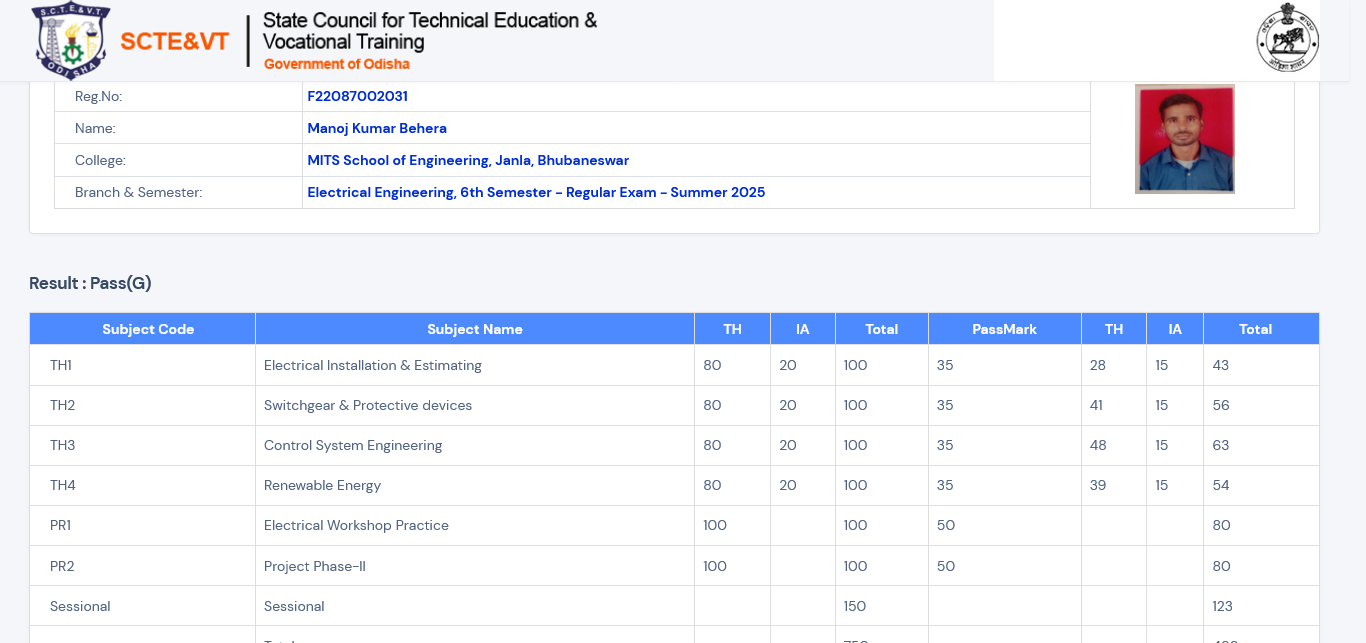 S.C.T.E.& V.T.
ODISHA
SCTE&VT
State Council for Technical Education &
Vocational Training
Government of Odisha
Reg.No: F22087002031
Name: Manoj Kumar Behera
College: MITS School of Engineering, Janla, Bhubaneswar
Branch & Semester: Electrical Engineering, 6th Semester - Regular Exam - Summer 2025
Result : Pass(G)
Subject Code Subject Name TH IA Total PassMark TH IA Total
TH1 Electrical Installation & Estimating 80 20 100 35 28 15 43
TH2 Switchgear & Protective devices 80 20 100 35 41 15 56
TH3 Control System Engineering 80 20 100 35 48 15 63
TH4 Renewable Energy 80 20 100 35 39 15 54
PR1 Electrical Workshop Practice 100 100 50 80
PR2 Project Phase-II 100 100 50 80
Sessional Sessional 150 123